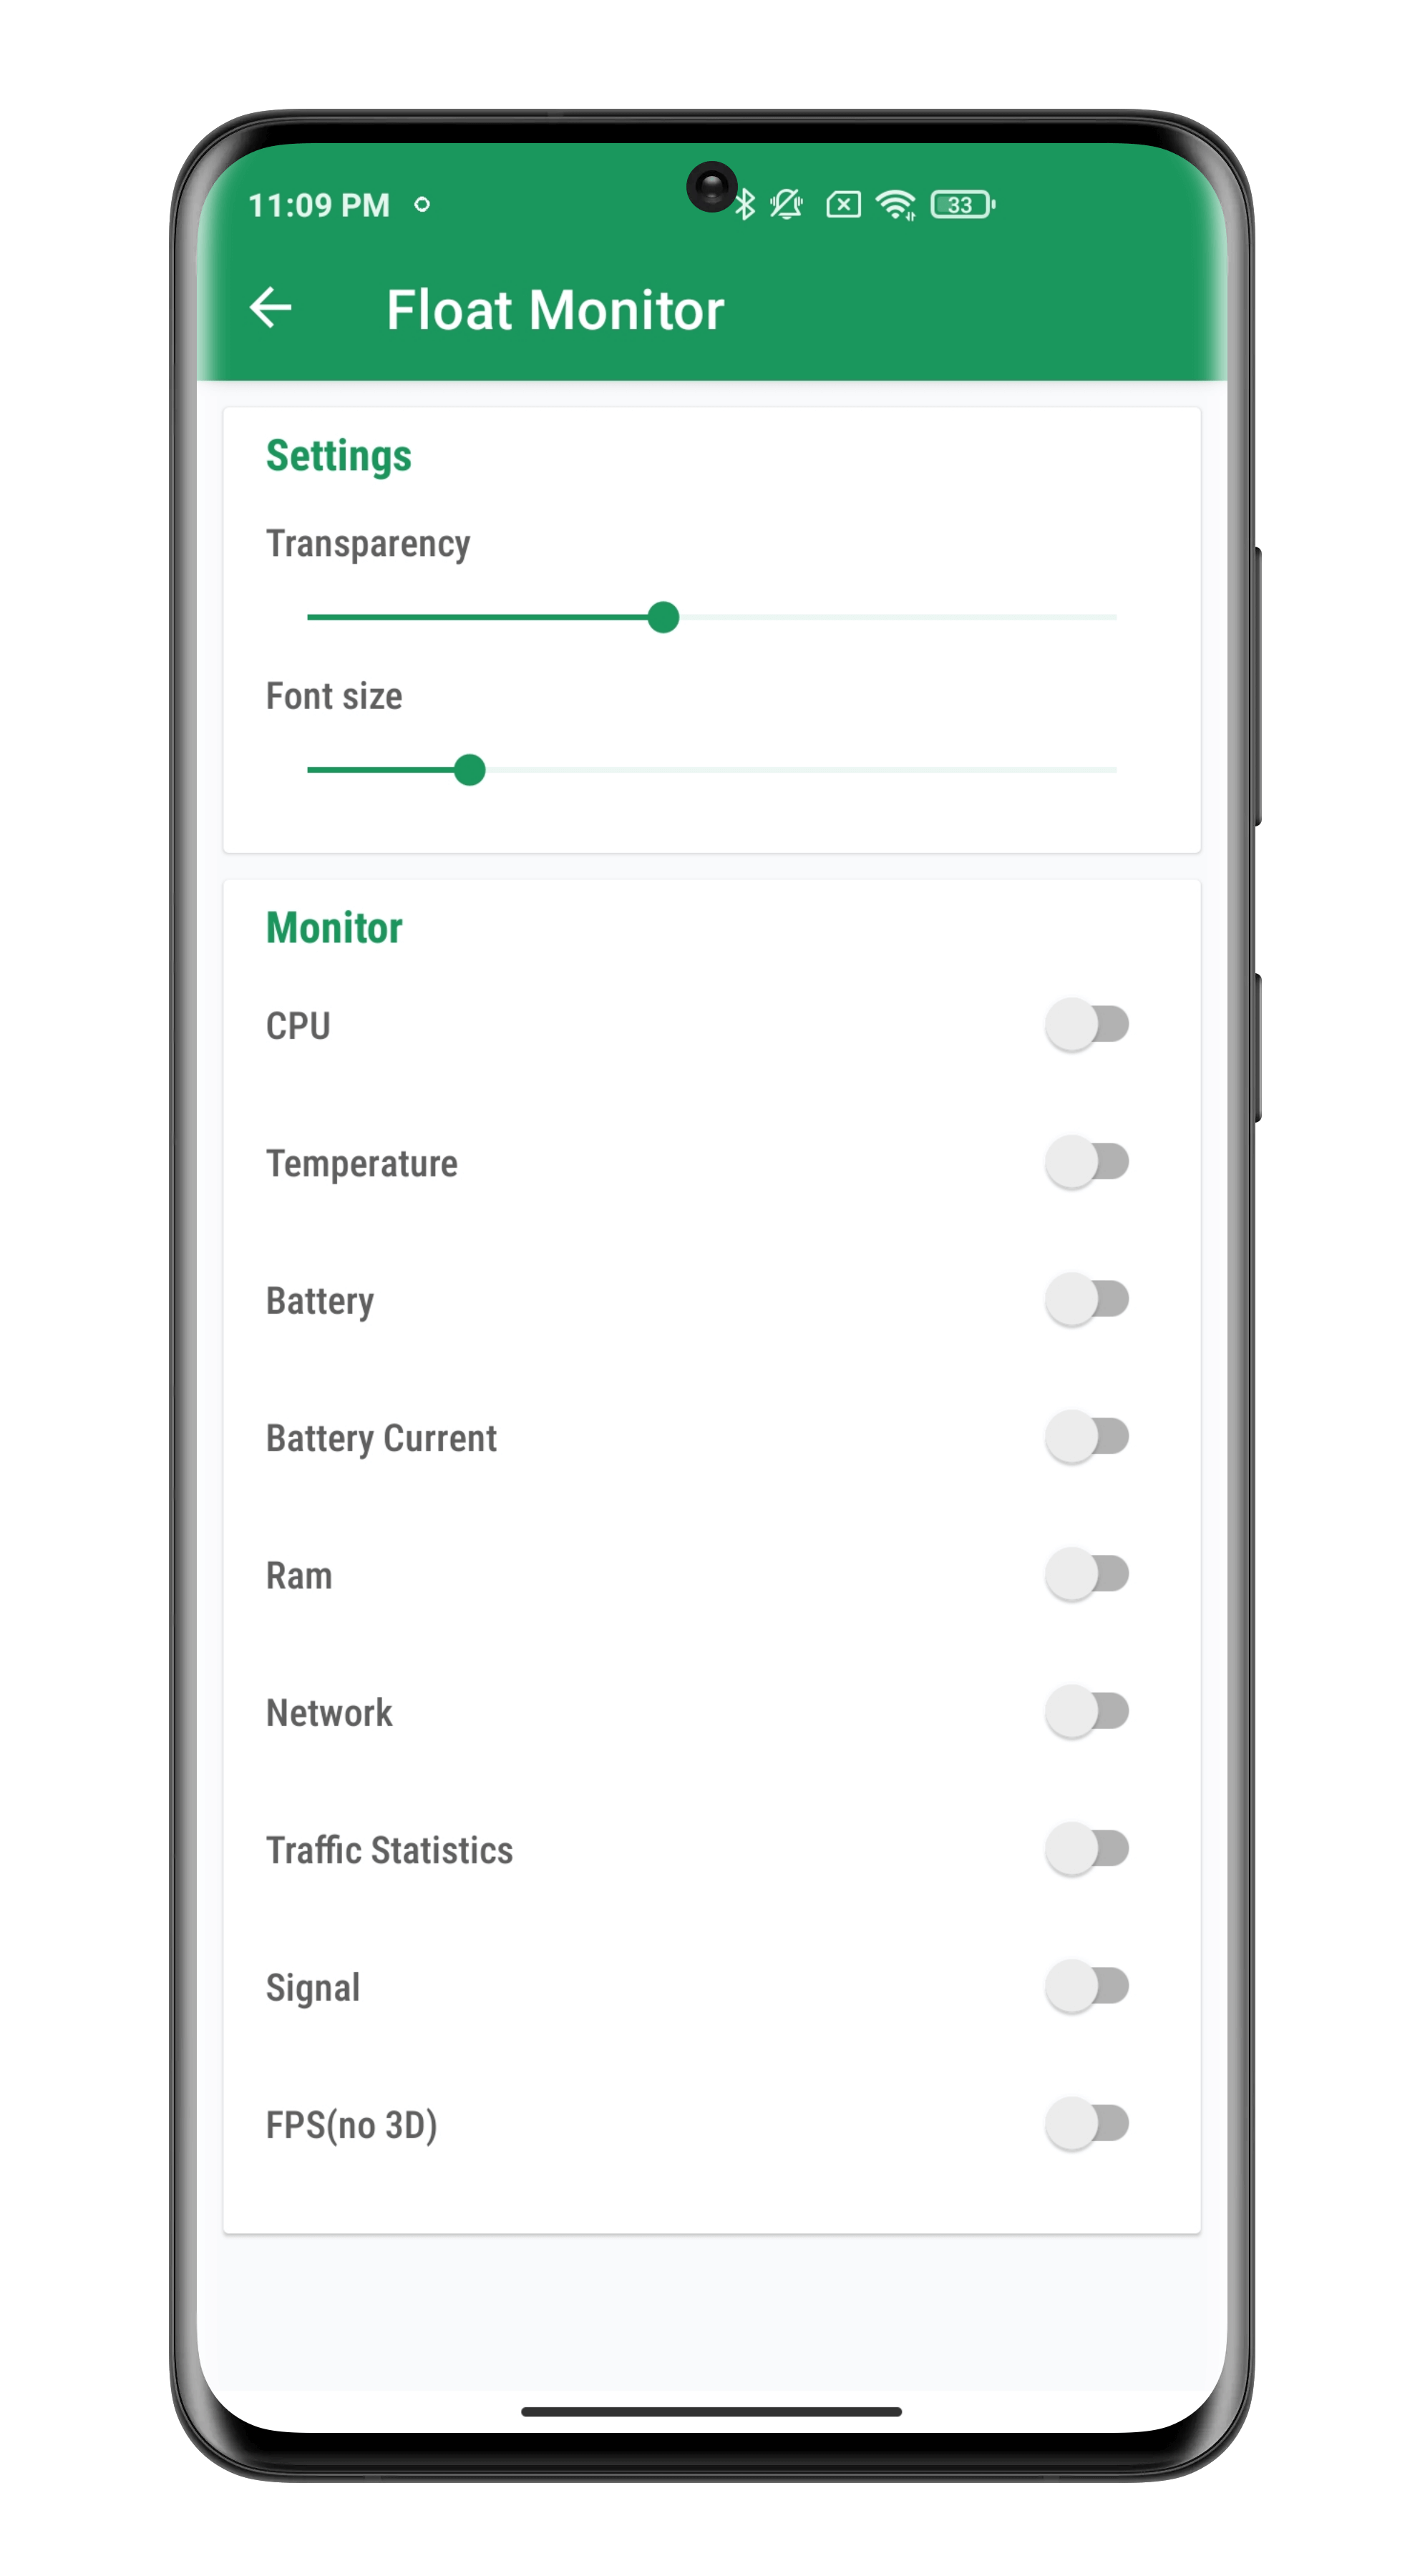 11:09 PM
33
Float Monitor
Settings
Transparency
Font size
Monitor
CPU
Temperature
Battery
Battery Current
Ram
Network
Traffic Statistics
Signal
FPS(no 3D)